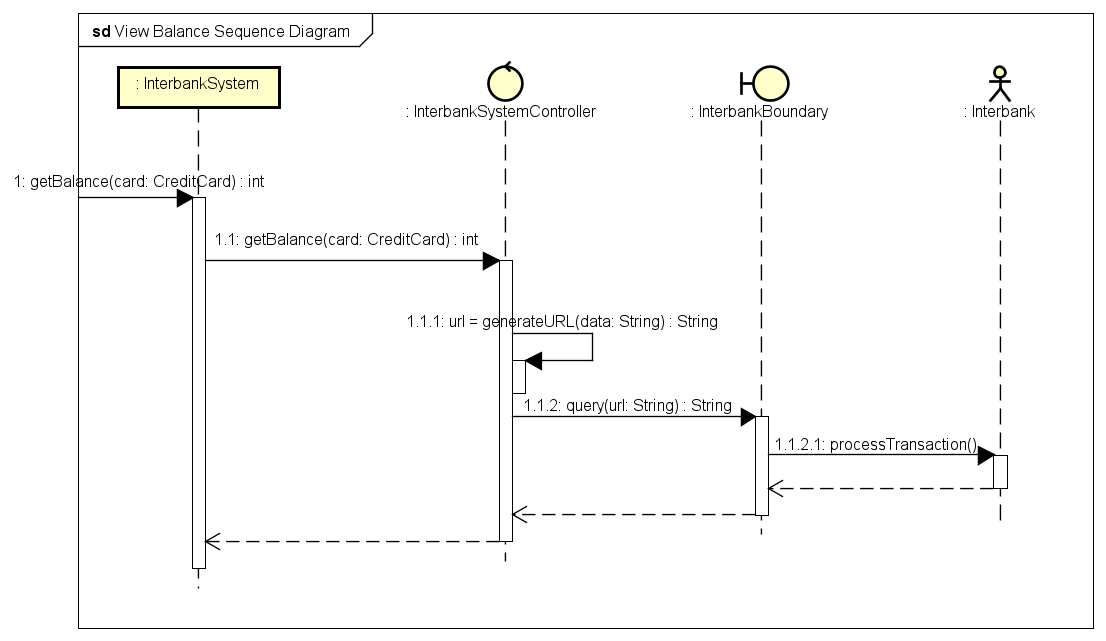 sd View Balance Sequence Diagram
: InterbankSystem
: InterbankSystemController
: InterbankBoundary
: Interbank
1: getBalance(card: CreditCard) : int
1.1: getBalance(card: CreditCard) : int
1.1.1: url = generateURL(data: String) : String
1.1.2: query(url: String) : String
1.1.2.1: processTransaction()